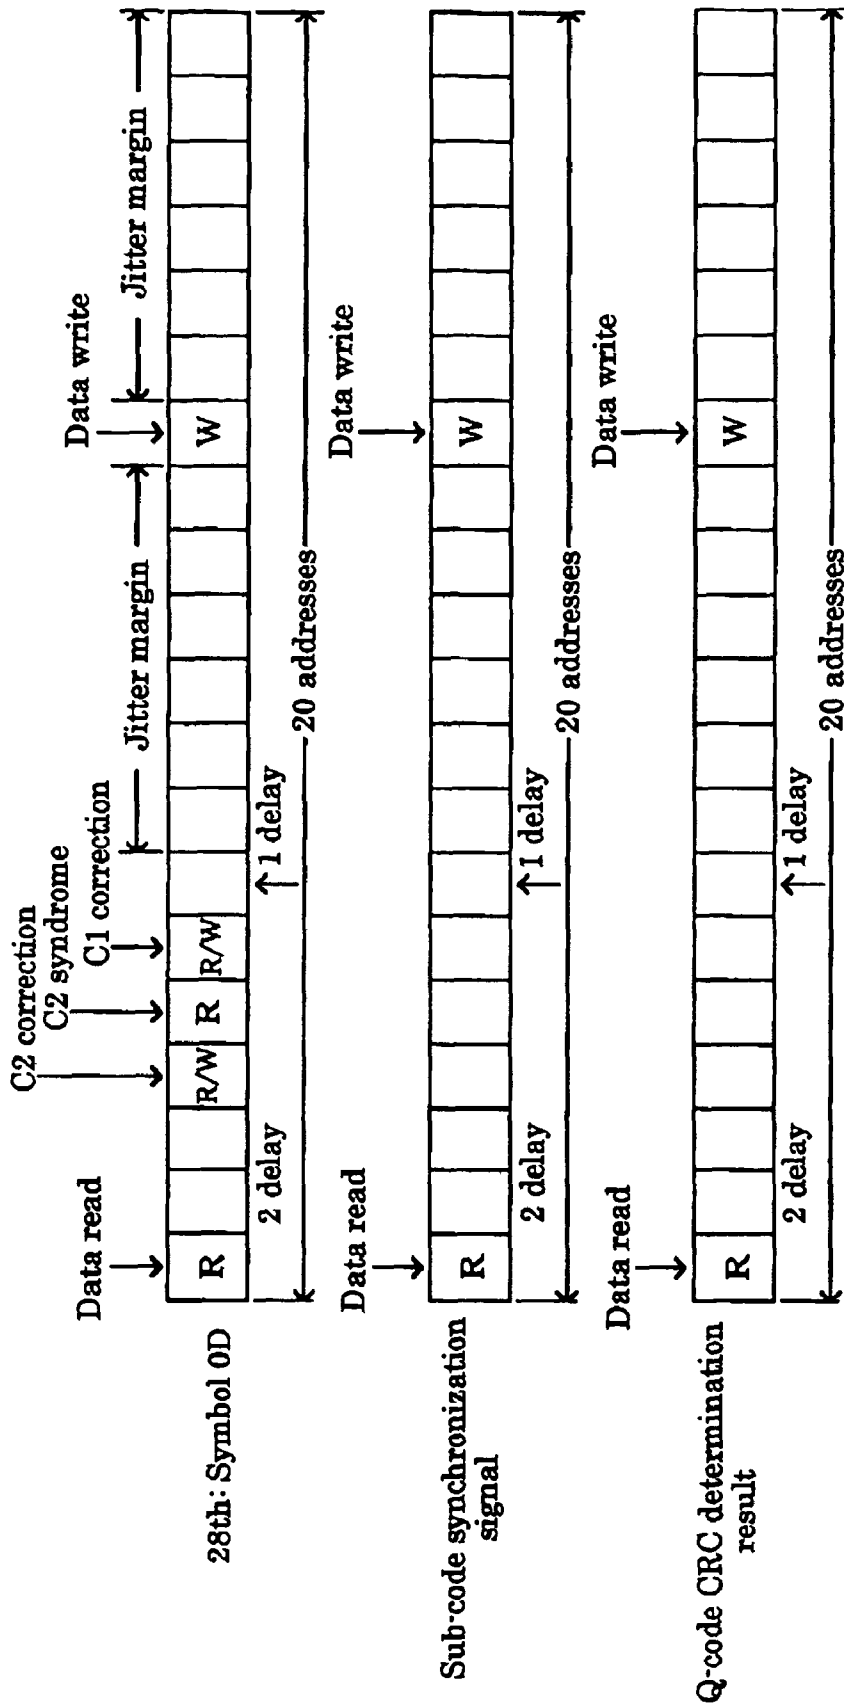 28th: Symbol 0D
Data read
C2 correction
C2 syndrome
C1 correction
Data write
Jitter margin
Jitter margin
R
R/W
R
R/W
W
2 delay
1 delay
20 addresses
Sub-code synchronization
signal
Data read
Data write
R
W
2 delay
1 delay
20 addresses
Q-code CRC determination
result
Data read
Data write
R
W
2 delay
1 delay
20 addresses